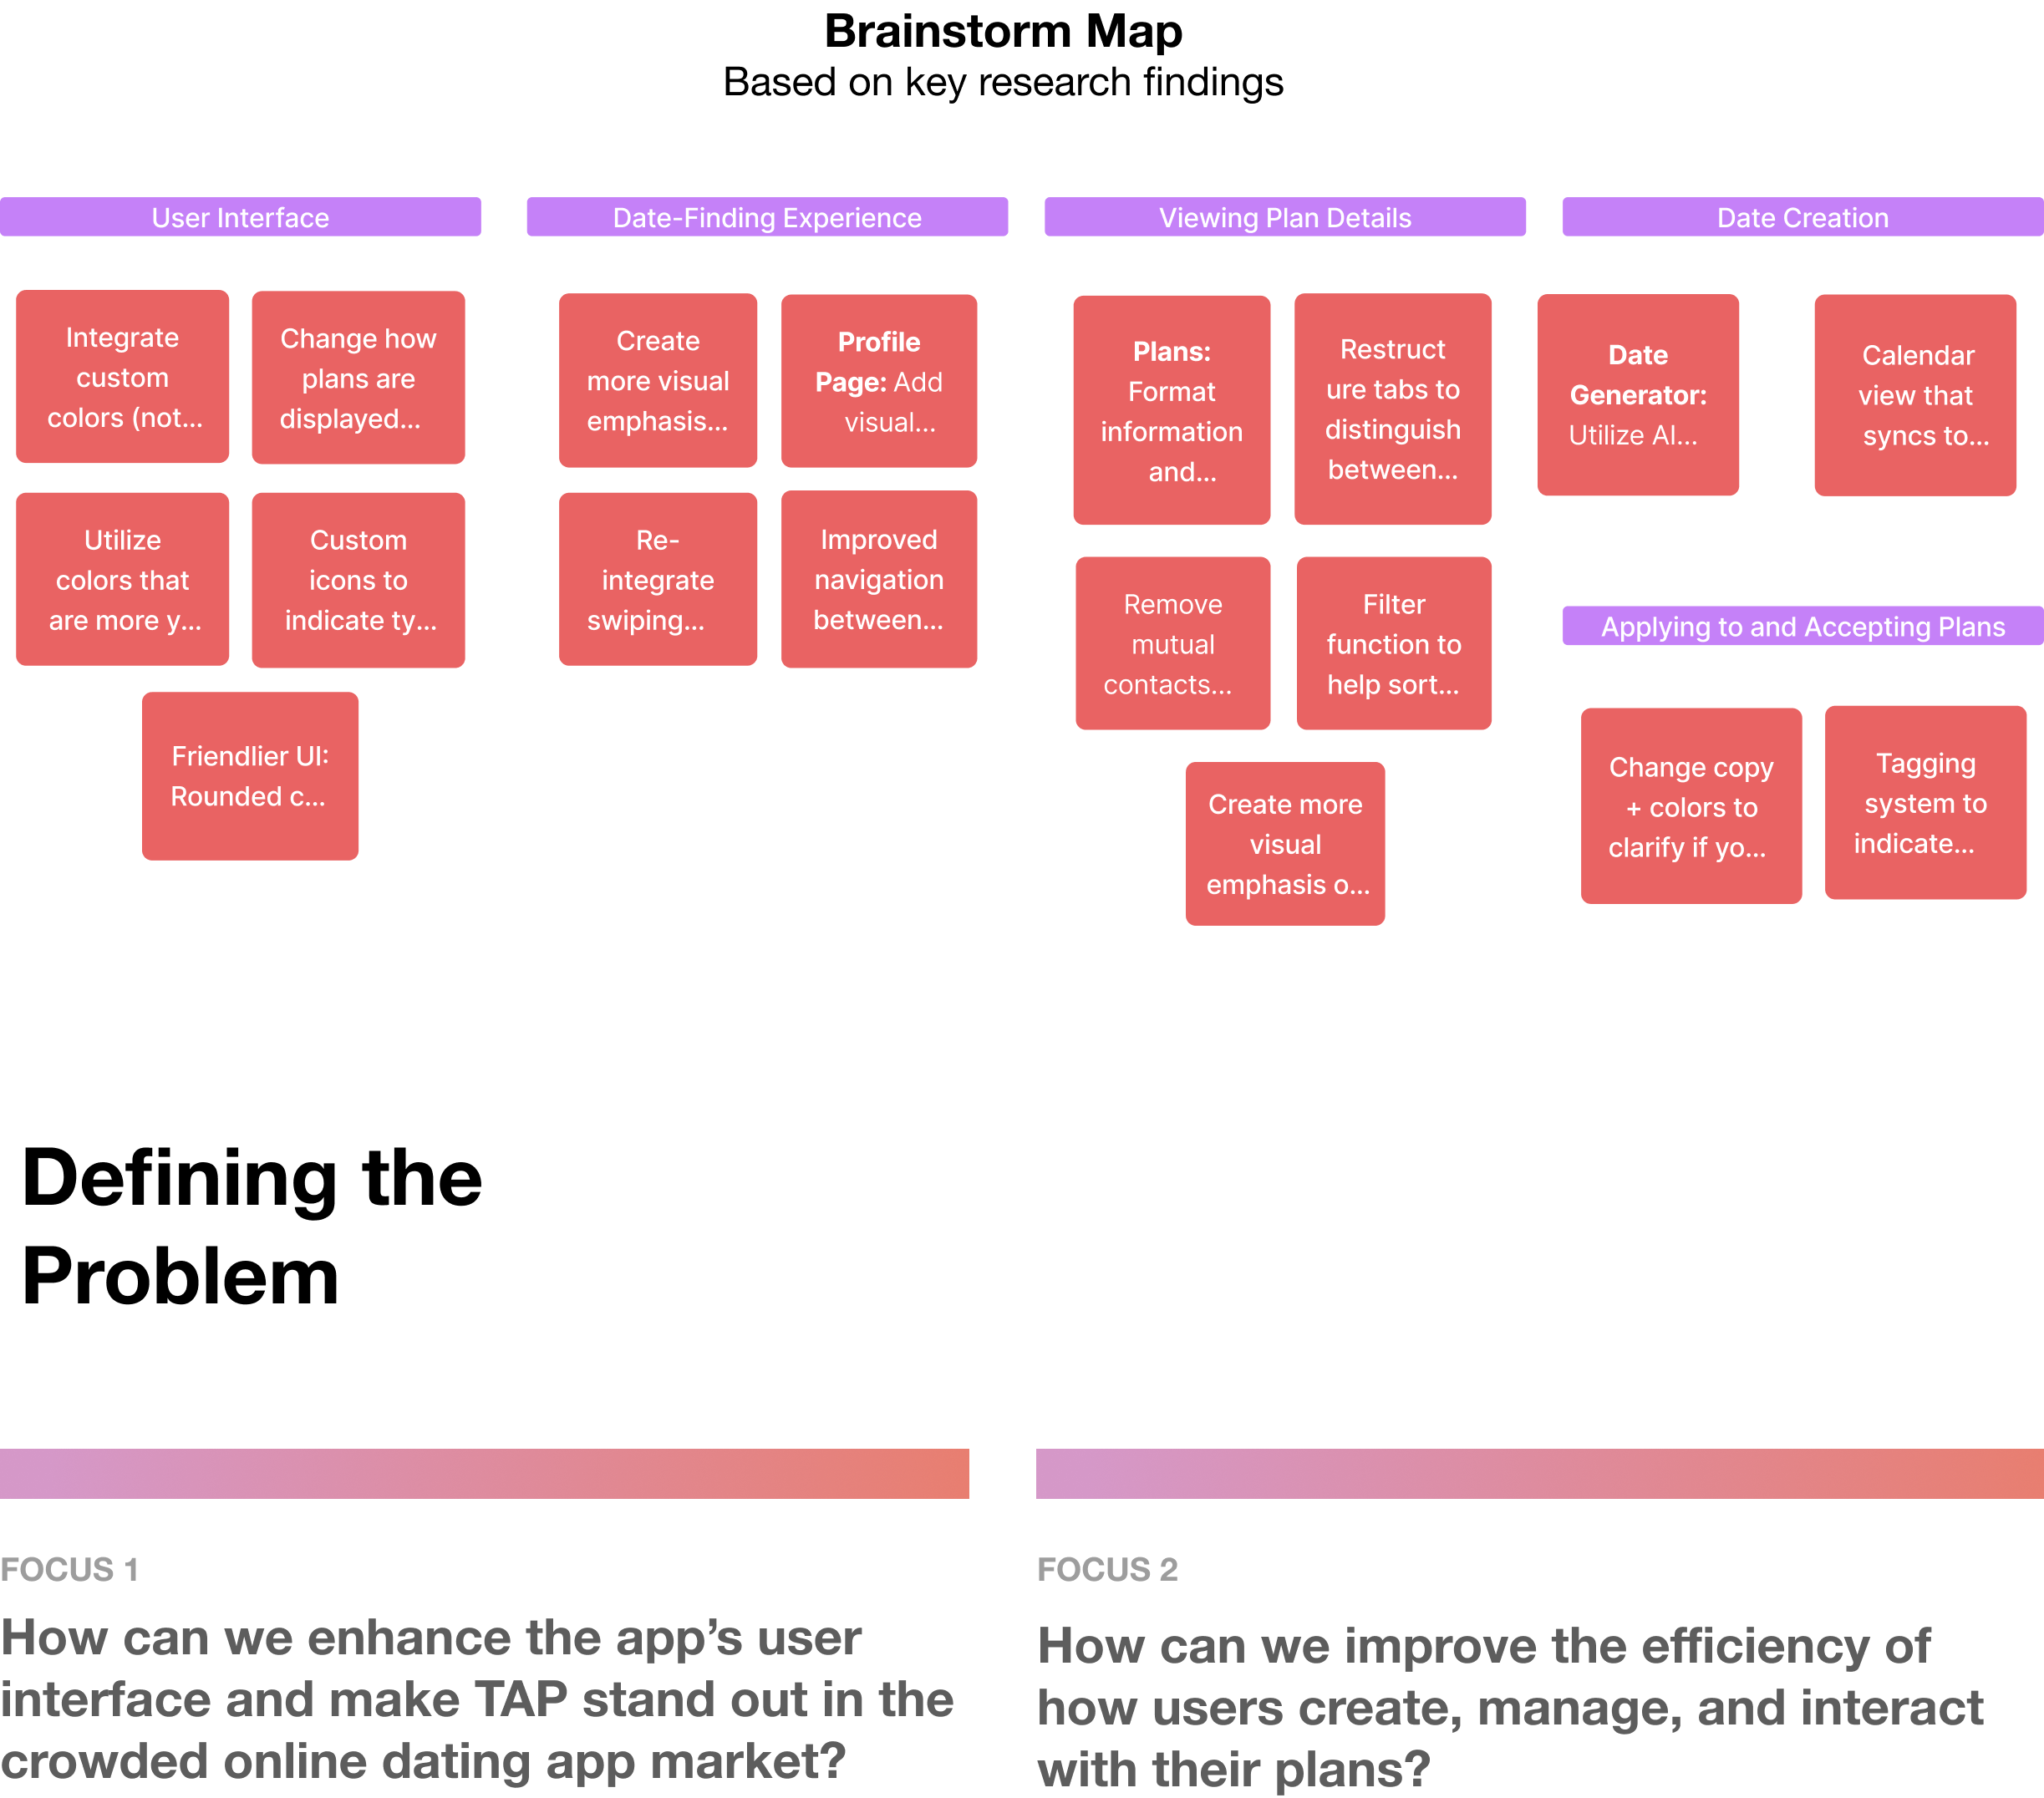 Brainstorm Map
Based on key research findings
User Interface
Integrate
custom
colors (not...
Change how
plans are
displayed...
Utilize
colors that
are more y...
Custom
icons to
indicate ty...
Friendlier UI:
Rounded c...
Date-Finding Experience
Create
more visual
emphasis...
Profile
Page: Add
visual...
Re-
integrate
swiping...
Improved
navigation
between...
Viewing Plan Details
Plans:
Format
information
and...
Restruct
ure tabs to
distinguish
between...
Remove
mutual
contacts...
Filter
function to
help sort...
Create more
visual
emphasis o...
Date Creation
Date
Generator:
Utilize AI...
Calendar
view that
syncs to...
Applying to and Accepting Plans
Change copy
+ colors to
clarify if yo...
Tagging
system to
indicate...
Defining the
Problem
FOCUS 1
How can we enhance the app’s user
interface and make TAP stand out in the
crowded online dating app market?
FOCUS 2
How can we improve the efficiency of
how users create, manage, and interact
with their plans?